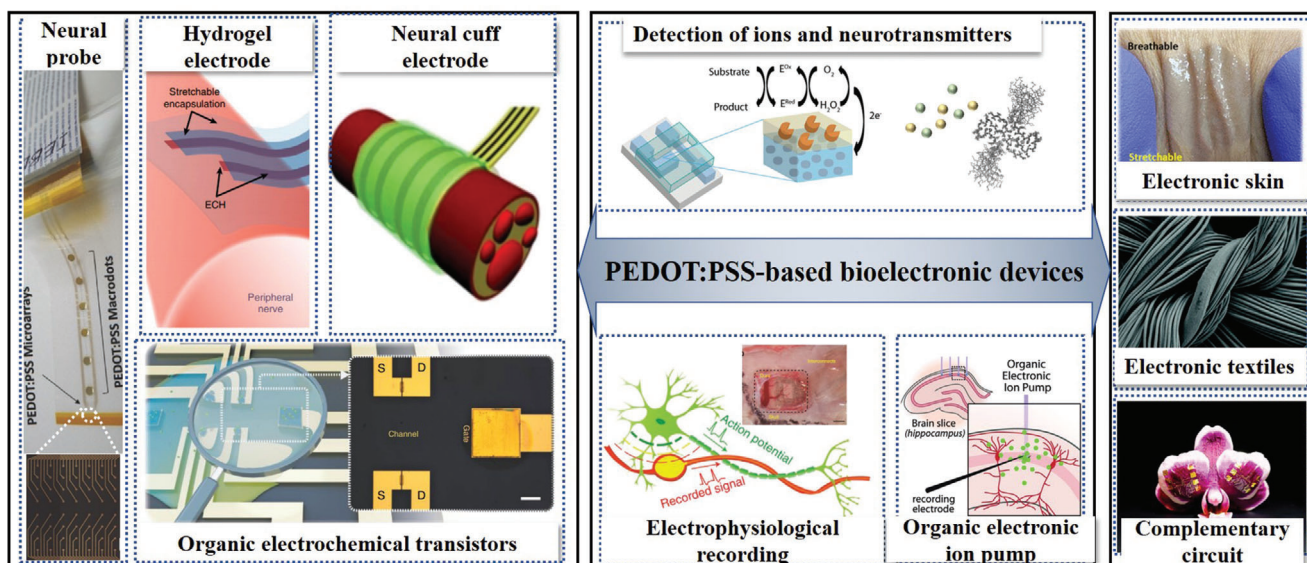 Neural
probe
PEDOT:PSS Microarrays
PEDOT:PSS Macrodots
Hydrogel
electrode
Stretchable
encapsulation
ECH
Peripheral
nerve
Neural cuff
electrode
S D
Channel
Gate
S D
Organic electrochemical transistors
Detection of ions and neurotrasmitters
Substrate
Product
E^Ox
E^Red
O₂
H₂O₂
2e⁻
PEDOT:PSS-based bioelectronic devices
Action potential
Recorded signal
Electrophysiological
recording
Organic
Electronic
Ion Pump
Brain slice
(hippocampus)
recording
electrode
Organic electronic
ion pump
Breathable
Stretchable
Electronic skin
Electronic textiles
Complementary
circuit